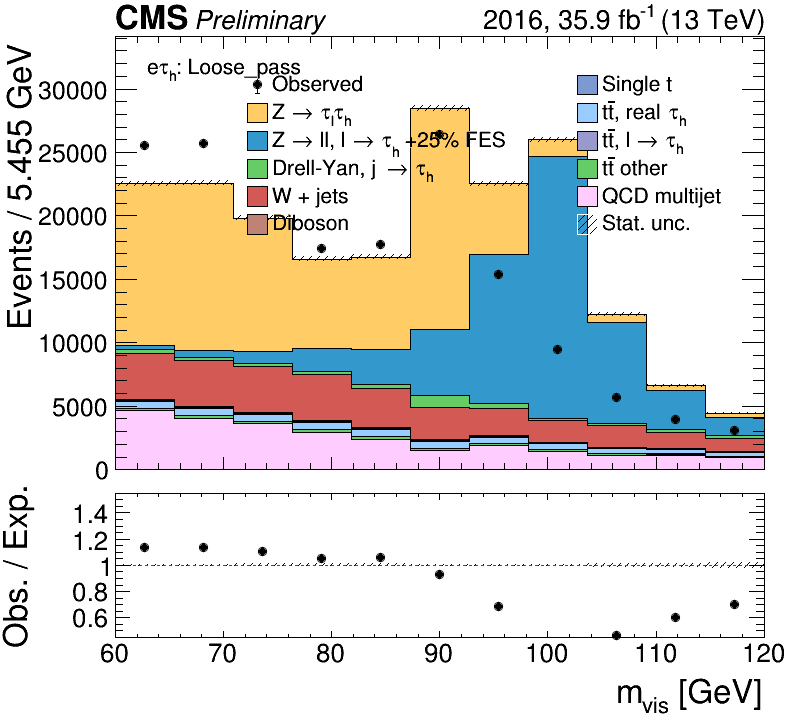 CMS Preliminary 2016, 35.9 fb⁻¹ (13 TeV)
eτₕ: Loose_pass
Observed
Z → τₗτₕ
Z → ll, l → τₕ +25% FES
Drell-Yan, j → τₕ
W + jets
Diboson
Single t
tt̄, real τₕ
tt̄, l → τₕ
tt̄ other
QCD multijet
Stat. unc.
Events / 5.455 GeV
30000
25000
20000
15000
10000
5000
0
Obs. / Exp.
1.4
1.2
1
0.8
0.6
60 70 80 90 100 110 120
m_vis [GeV]